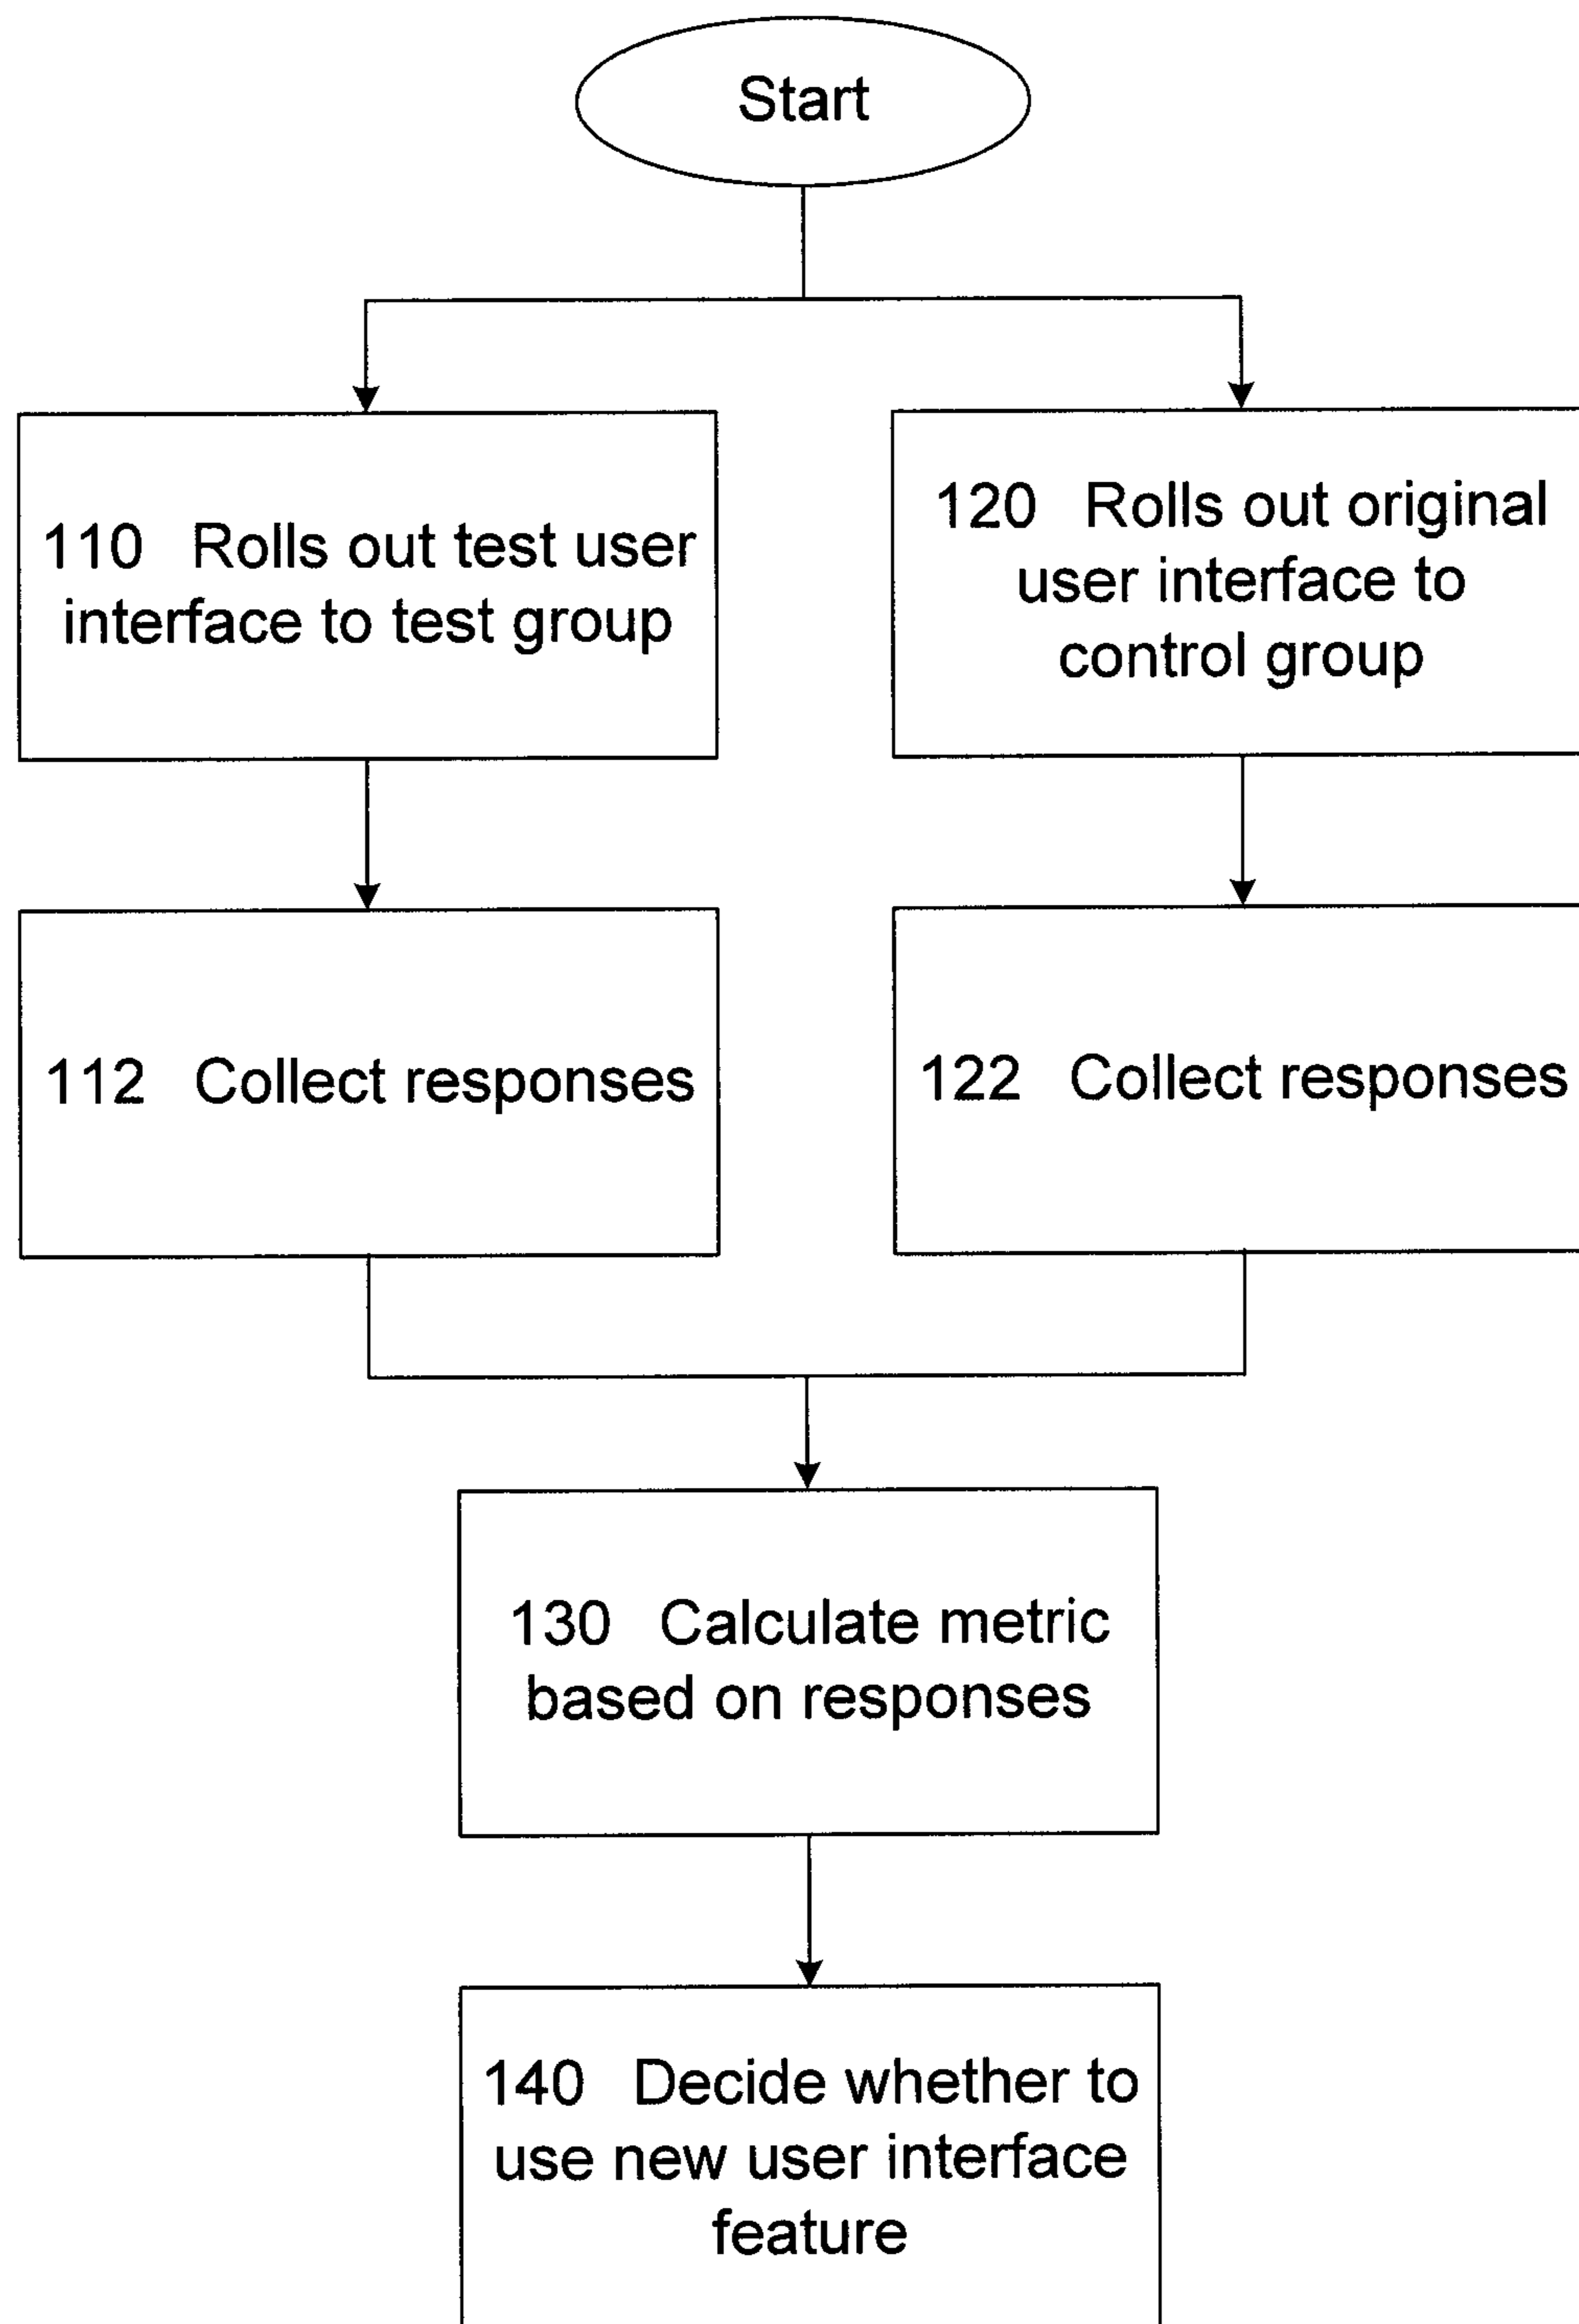 Start
110 Rolls out test user
interface to test group
120 Rolls out original
user interface to
control group
112 Collect responses
122 Collect responses
130 Calculate metric
based on responses
140 Decide whether to
use new user interface
feature